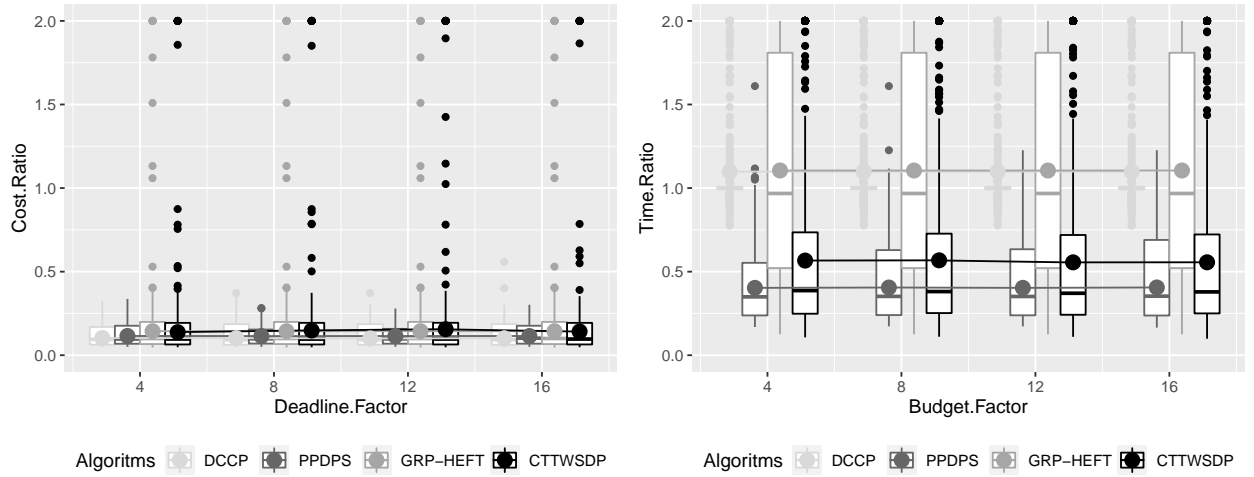 2.0
1.5
1.0
0.5
0.0
Cost.Ratio
4 8 12 16
Deadline.Factor
Algoritms DCCP PPDPS GRP−HEFT CTTWSDP
2.0
1.5
1.0
0.5
0.0
Time.Ratio
4 8 12 16
Budget.Factor
Algoritms DCCP PPDPS GRP−HEFT CTTWSDP